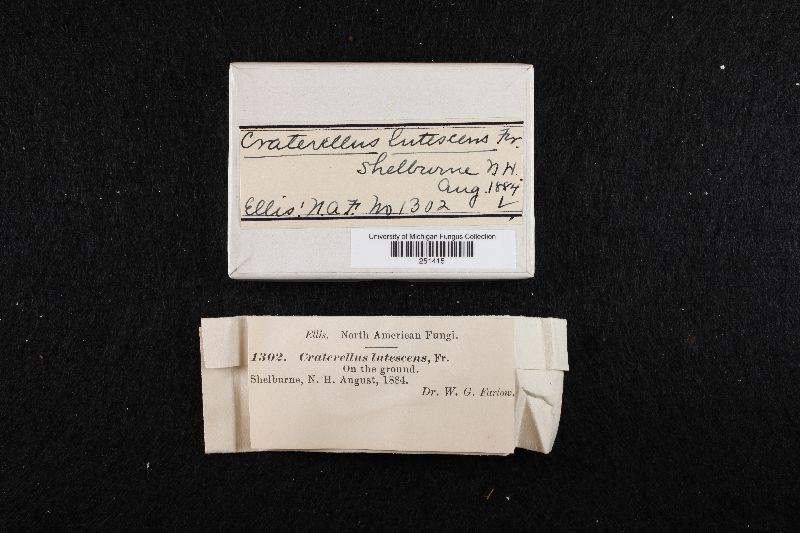 Craterellus lutescens Fr.
Shelburne N.H.
Aug. 1884
Ellis! N.A.F. No 1302
University of Michigan Fungus Collection
251415
Ellis. North American Fungi.
1302. Craterellus lutescens, Fr.
On the ground.
Shelburne, N. H. August, 1884.
Dr. W. G. Farlow.